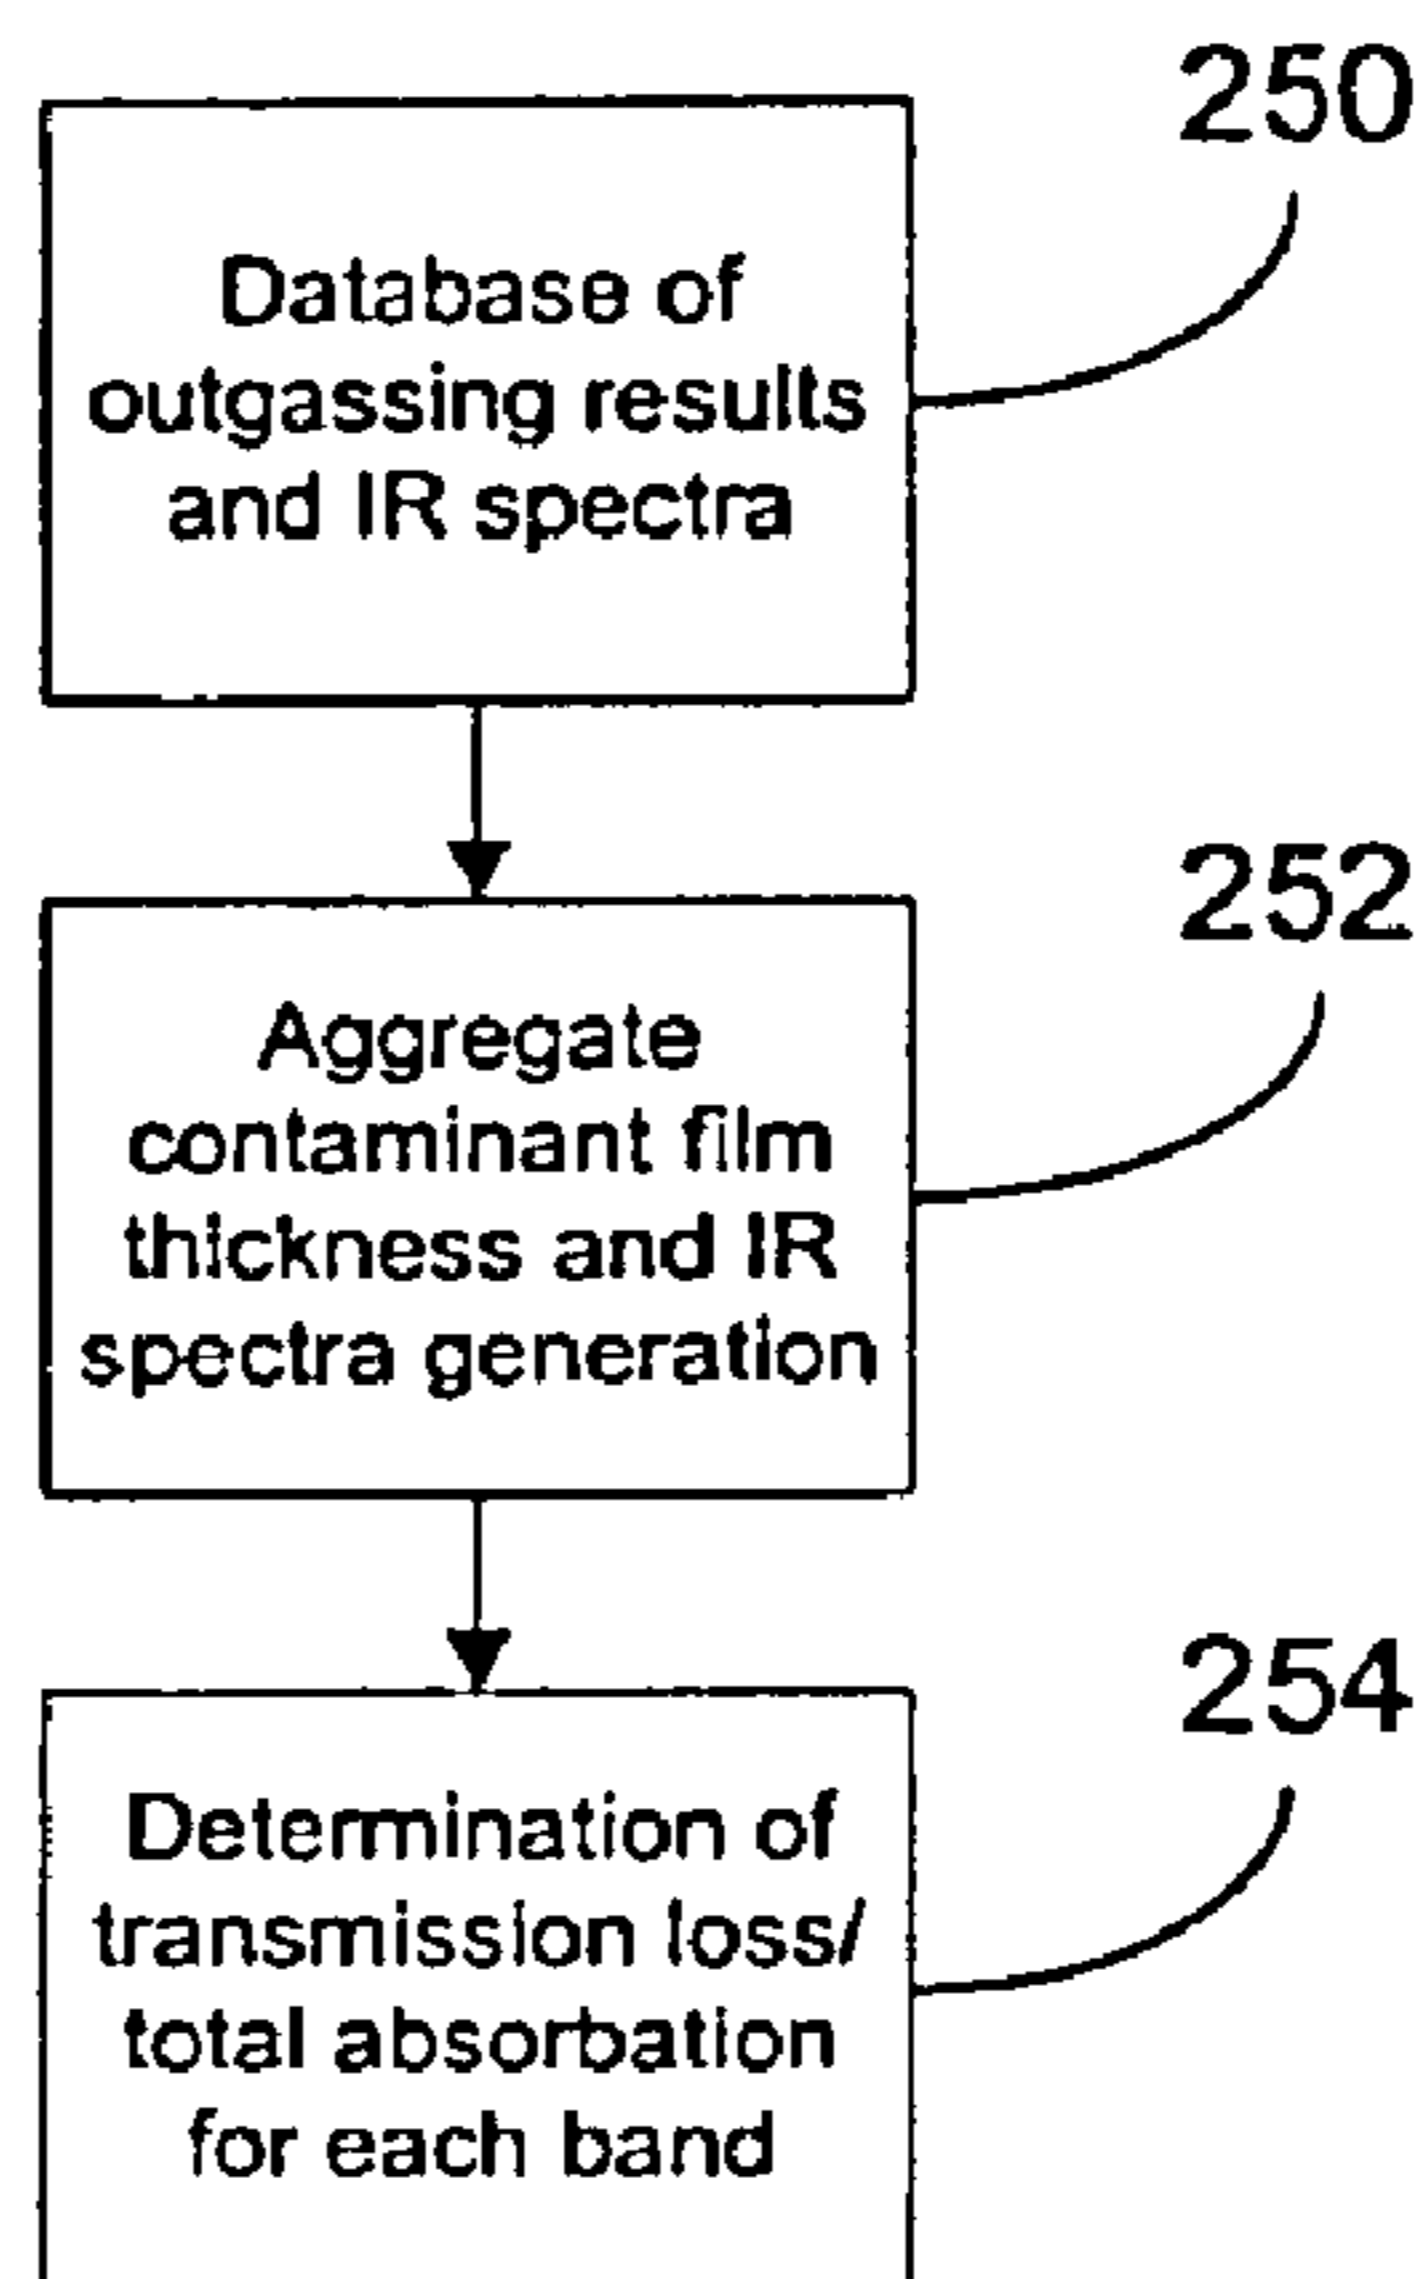 250
Database of
outgassing results
and IR spectra
252
Aggregate
contaminant film
thickness and IR
spectra generation
254
Determination of
transmission loss/
total absorbation
for each band